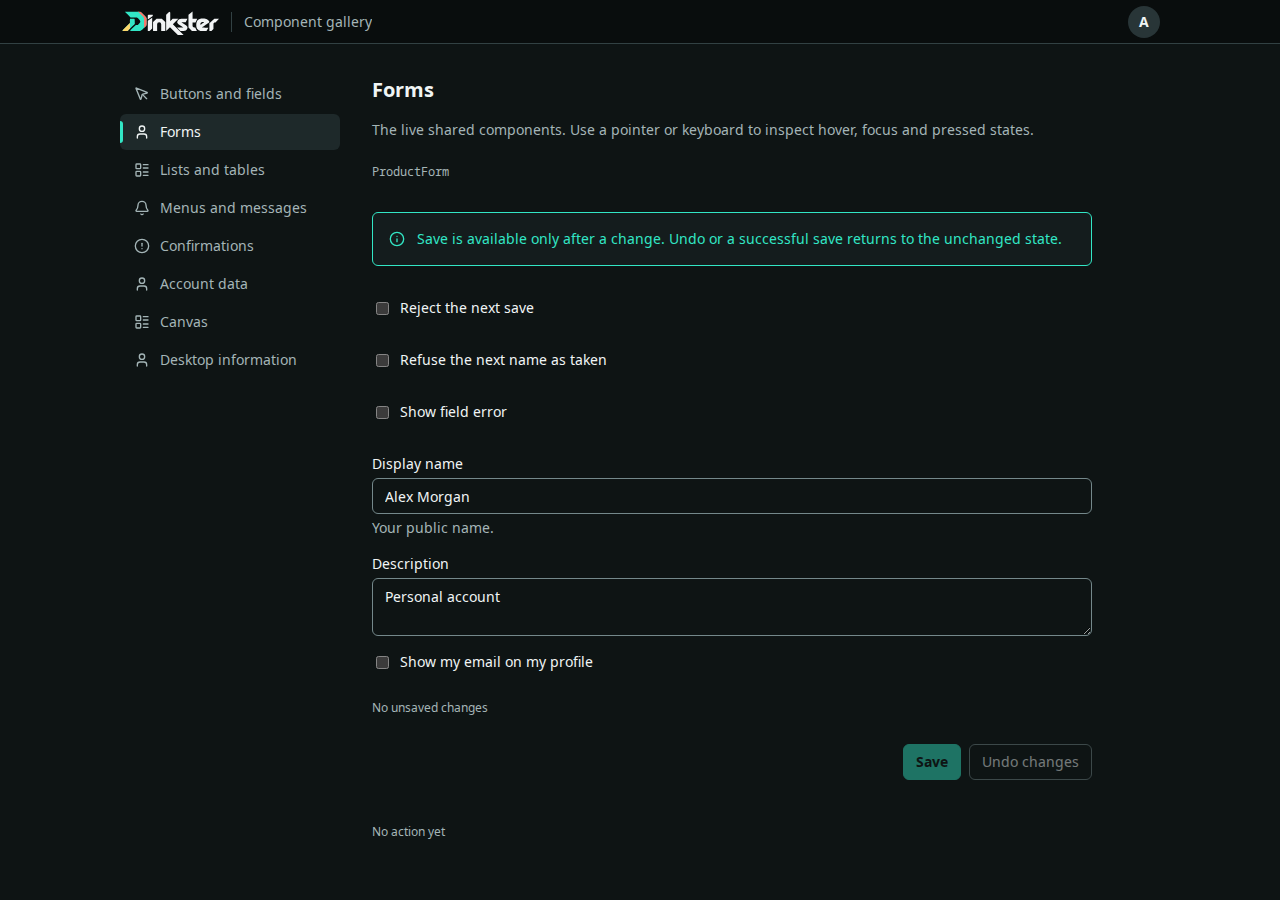 Dinkster
Component gallery
A
Buttons and fields
Forms
Lists and tables
Menus and messages
Confirmations
Account data
Canvas
Desktop information
Forms
The live shared components. Use a pointer or keyboard to inspect hover, focus and pressed states.
ProductForm
Save is available only after a change. Undo or a successful save returns to the unchanged state.
Reject the next save
Refuse the next name as taken
Show field error
Display name
Alex Morgan
Your public name.
Description
Personal account
Show my email on my profile
No unsaved changes
Save
Undo changes
No action yet